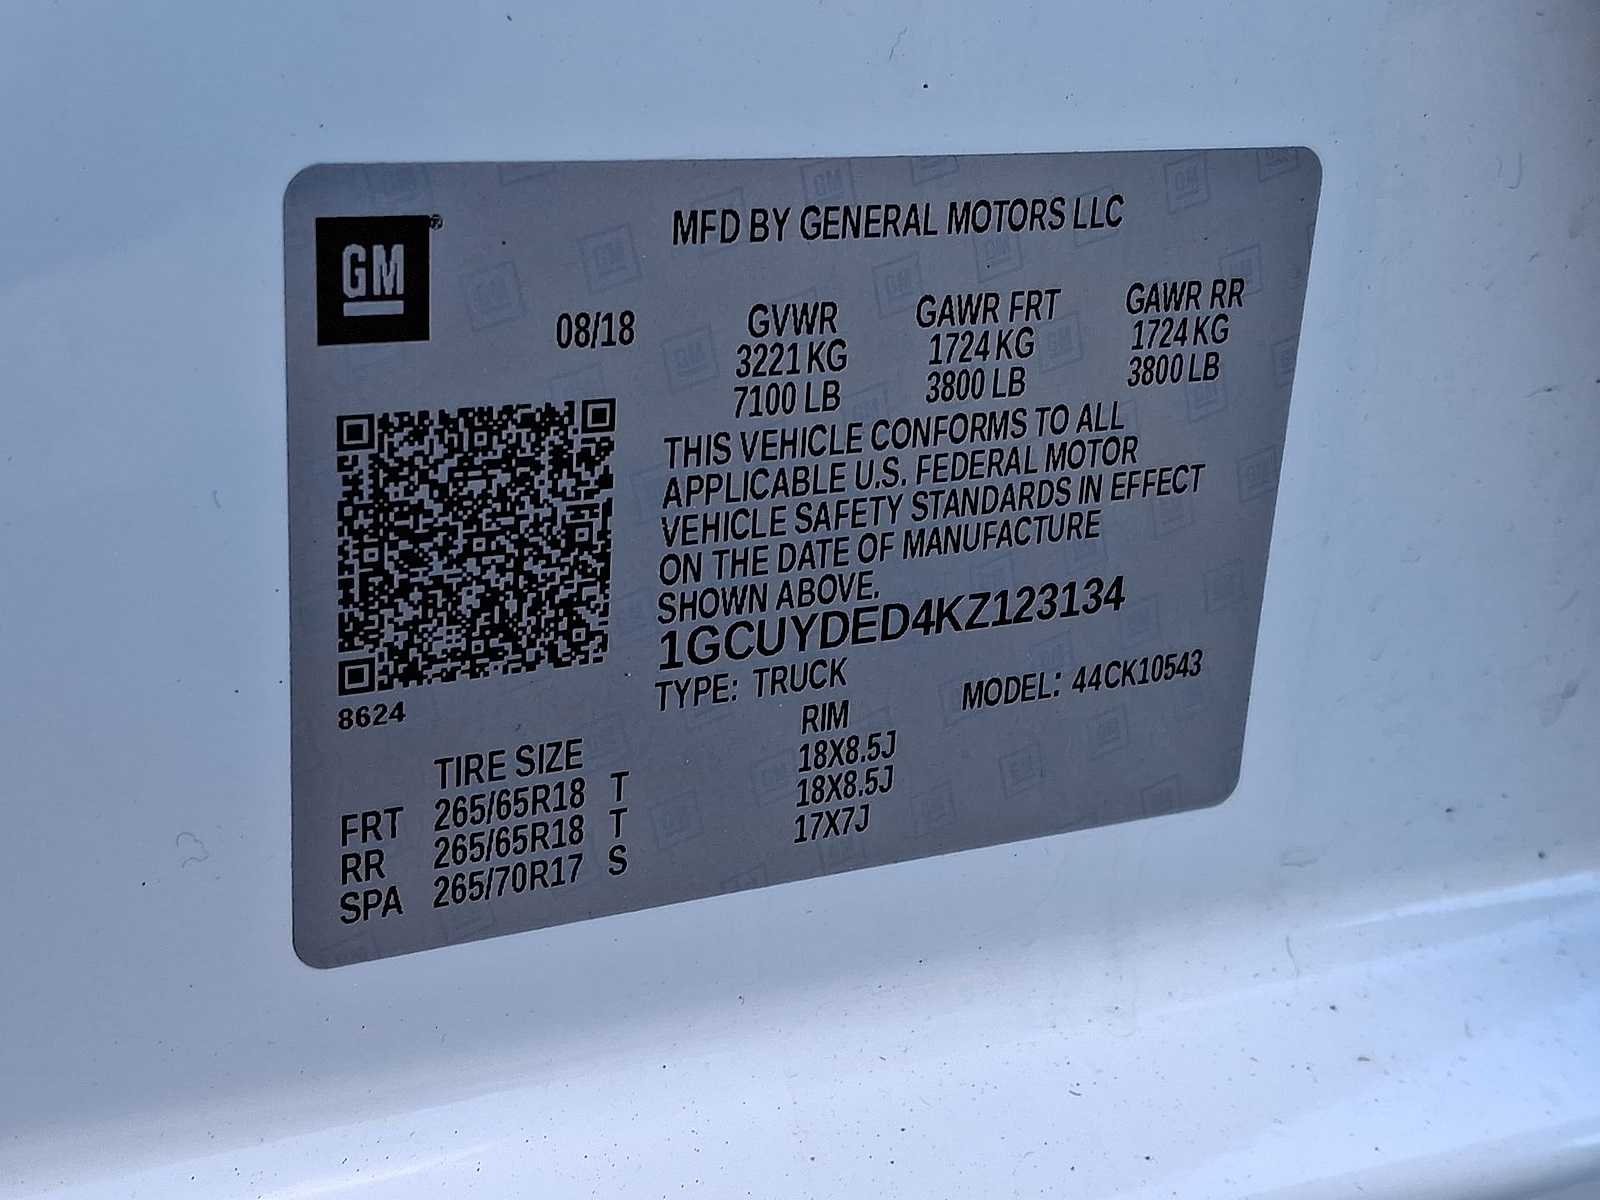 GM®
MFD BY GENERAL MOTORS LLC
08/18 GVWR GAWR FRT GAWR RR
3221 KG 1724 KG 1724 KG
7100 LB 3800 LB 3800 LB
THIS VEHICLE CONFORMS TO ALL
APPLICABLE U.S. FEDERAL MOTOR
VEHICLE SAFETY STANDARDS IN EFFECT
ON THE DATE OF MANUFACTURE
SHOWN ABOVE.
1GCUYDED4KZ123134
TYPE: TRUCK MODEL: 44CK10543
8624
TIRE SIZE RIM
FRT 265/65R18 T 18X8.5J
RR 265/65R18 T 18X8.5J
SPA 265/70R17 S 17X7J